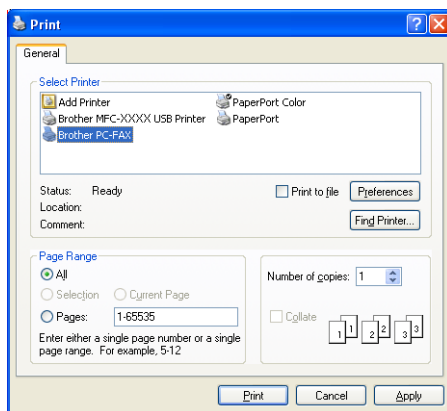 Print
General
Select Printer
Add Printer
PaperPort Color
Brother MFC-XXXX USB Printer
PaperPort
Brother PC-FAX
Status: Ready
Print to file
Preferences
Location:
Comment:
Find Printer...
Page Range
All
Number of copies: 1
Selection
Current Page
Pages: 1-65535
Collate
1 1 2 2 3 3
Enter either a single page number or a single
page range. For example, 5-12
Print
Cancel
Apply